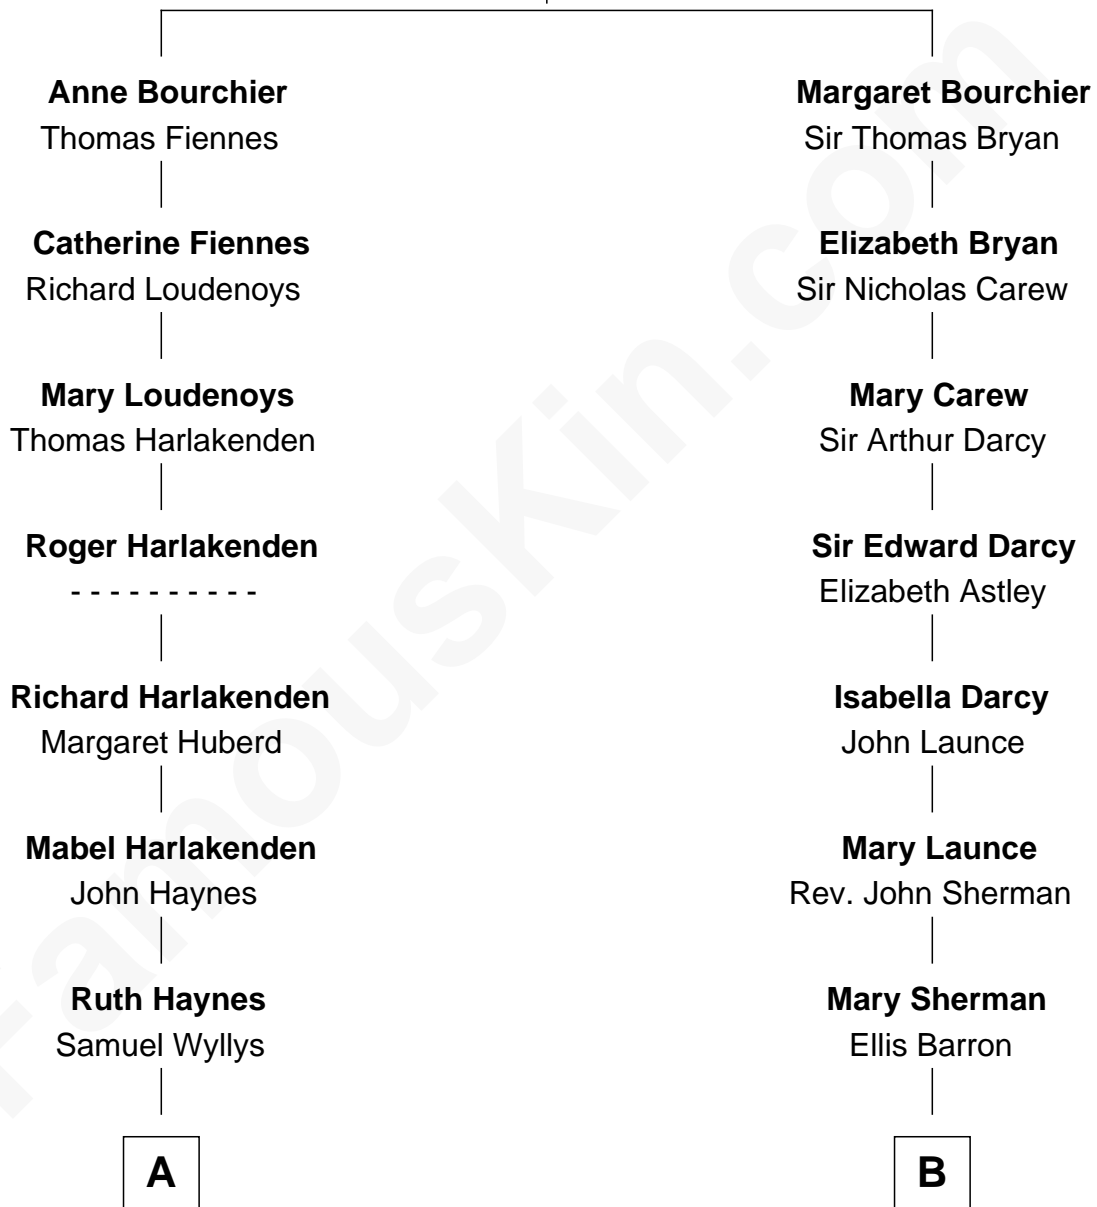 Anne Bourchier
Thomas Fiennes
Catherine Fiennes
Richard Loudenoys
Mary Loudenoys
Thomas Harlakenden
Roger Harlakenden
- - - - - - - - - -
Richard Harlakenden
Margaret Huberd
Mabel Harlakenden
John Haynes
Ruth Haynes
Samuel Wyllys
A
Margaret Bourchier
Sir Thomas Bryan
Elizabeth Bryan
Sir Nicholas Carew
Mary Carew
Sir Arthur Darcy
Sir Edward Darcy
Elizabeth Astley
Isabella Darcy
John Launce
Mary Launce
Rev. John Sherman
Mary Sherman
Ellis Barron
B
FamousKin.com